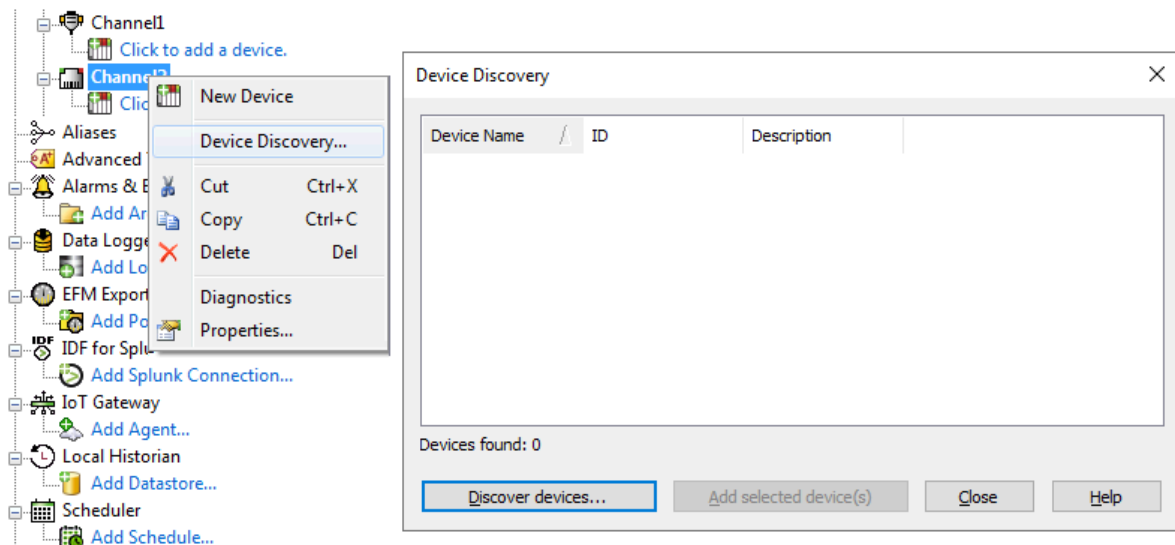 Channel1
Click to add a device.
Channel2
Clic
Aliases
Advanced
Alarms & E
Add Ar
Data Logge
Add Lo
EFM Export
Add Po
IDF for Splu
Add Splunk Connection...
IoT Gateway
Add Agent...
Local Historian
Add Datastore...
Scheduler
Add Schedule...
New Device
Device Discovery...
Cut Ctrl+X
Copy Ctrl+C
Delete Del
Diagnostics
Properties...
Device Discovery
Device Name ID Description
Devices found: 0
Discover devices... Add selected device(s) Close Help